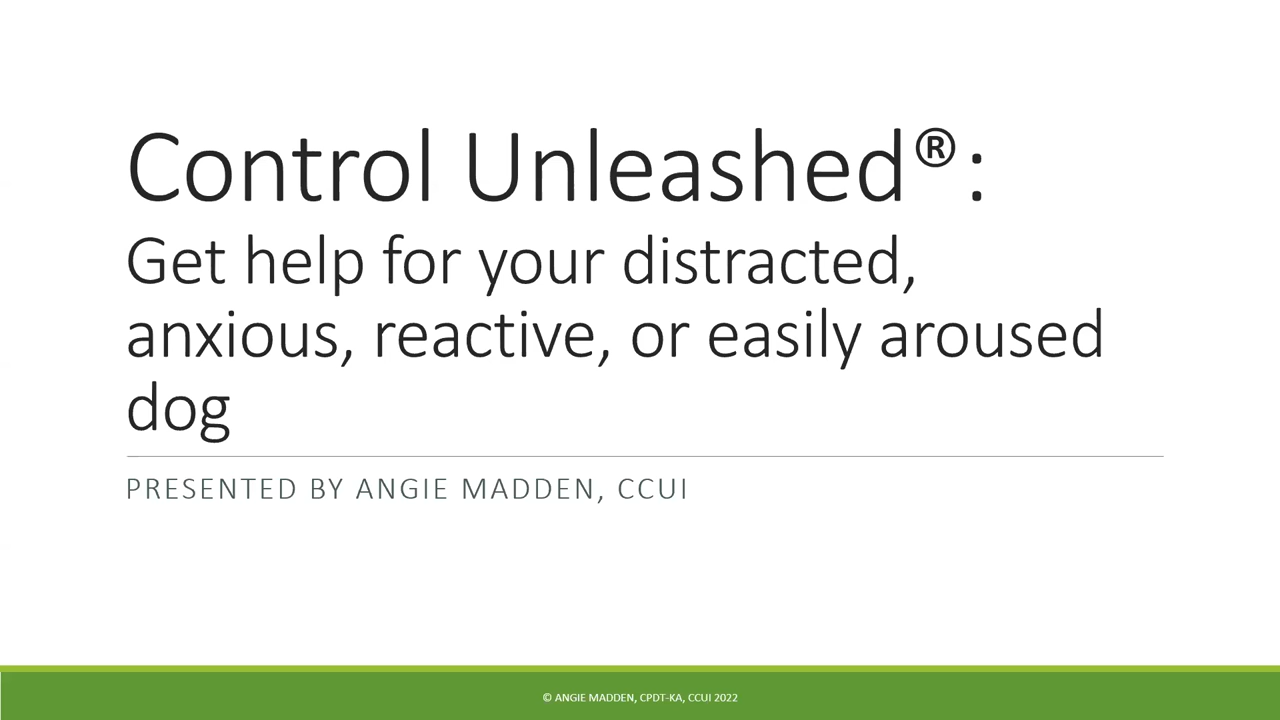 Control Unleashed®:
Get help for your distracted,
anxious, reactive, or easily aroused
dog
PRESENTED BY ANGIE MADDEN, CCUI
© ANGIE MADDEN, CPDT-KA, CCUI 2022